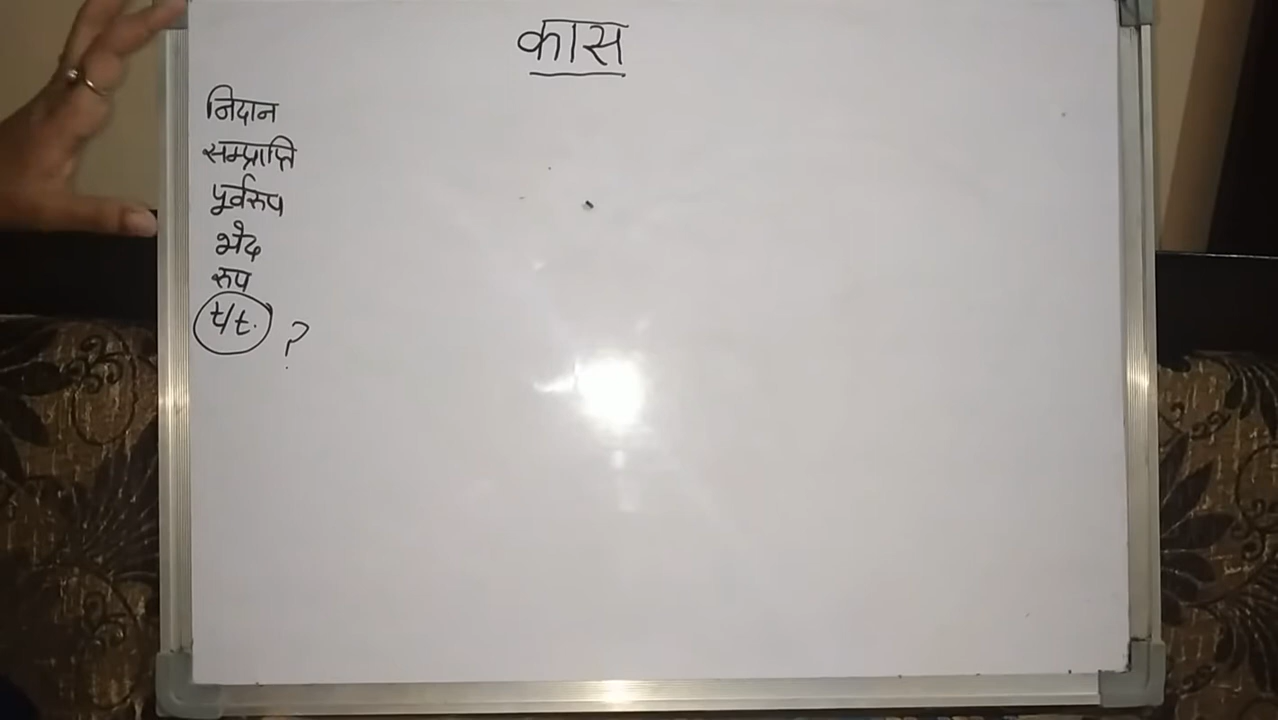 कास
निदान
सम्प्राप्ति
पूर्वरुप
भेद
रुप
t/t. ?